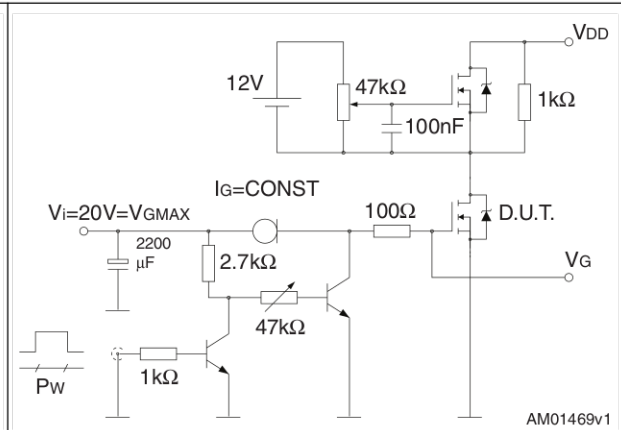 VDD
12V
47kΩ
1kΩ
100nF
IG=CONST
Vi=20V=VGMAX
100Ω
D.U.T.
2200
μF
2.7kΩ
VG
47kΩ
1kΩ
PW
AM01469v1